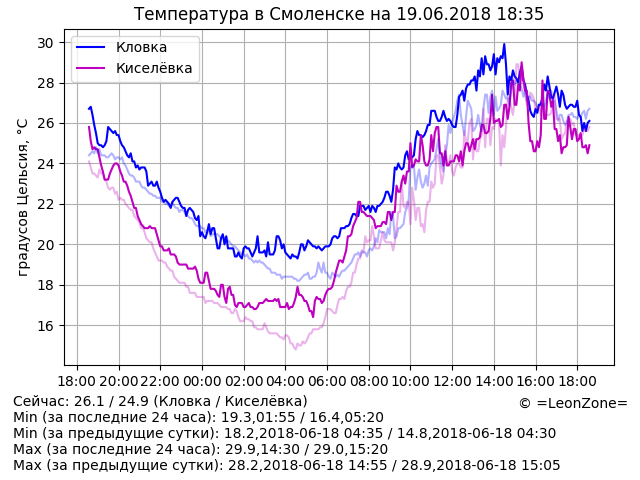 Температура в Смоленске на 19.06.2018 18:35
градусов Цельсия, °C
Кловка
Киселёвка
30
28
26
24
22
20
18
16
18:00 20:00 22:00 00:00 02:00 04:00 06:00 08:00 10:00 12:00 14:00 16:00 18:00
Сейчас: 26.1 / 24.9 (Кловка / Киселёвка)
© =LeonZone=
Min (за последние 24 часа): 19.3,01:55 / 16.4,05:20
Min (за предыдущие сутки): 18.2,2018-06-18 04:35 / 14.8,2018-06-18 04:30
Max (за последние 24 часа): 29.9,14:30 / 29.0,15:20
Max (за предыдущие сутки): 28.2,2018-06-18 14:55 / 28.9,2018-06-18 15:05